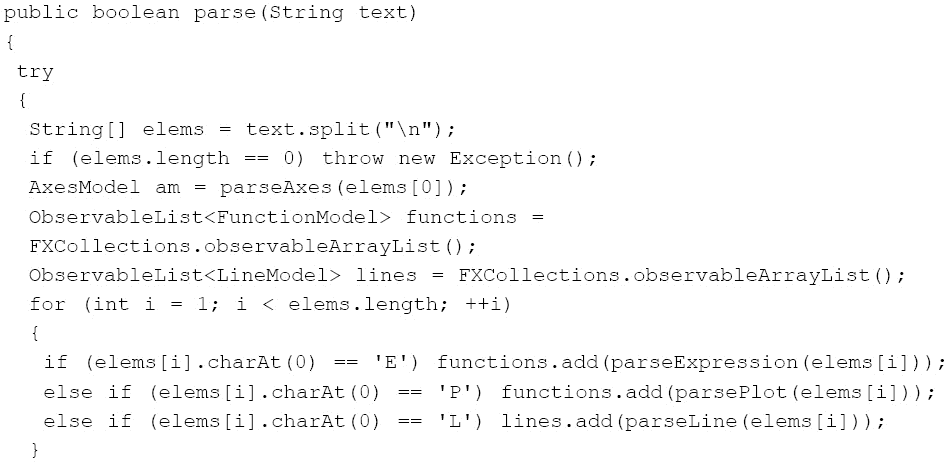 public boolean parse(String text)
{
try
{
String[] elems = text.split("\n");
if (elems.length == 0) throw new Exception();
AxesModel am = parseAxes(elems[0]);
ObservableList<FunctionModel> functions =
FXCollections.observableArrayList();
ObservableList<LineModel> lines = FXCollections.observableArrayList();
for (int i = 1; i < elems.length; ++i)
{
if (elems[i].charAt(0) == 'E') functions.add(parseExpression(elems[i]));
else if (elems[i].charAt(0) == 'P') functions.add(parsePlot(elems[i]));
else if (elems[i].charAt(0) == 'L') lines.add(parseLine(elems[i]));
}